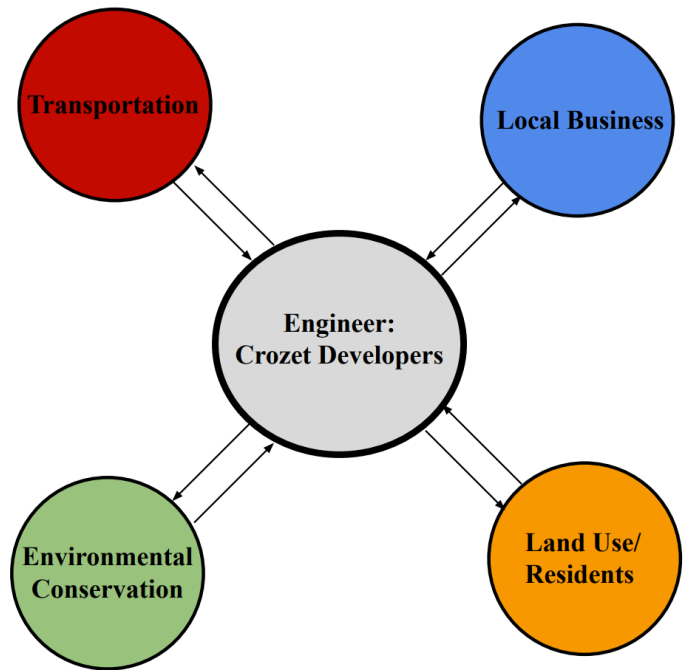 Transportation
Local Business
Engineer:
Crozet Developers
Environmental
Conservation
Land Use/
Residents